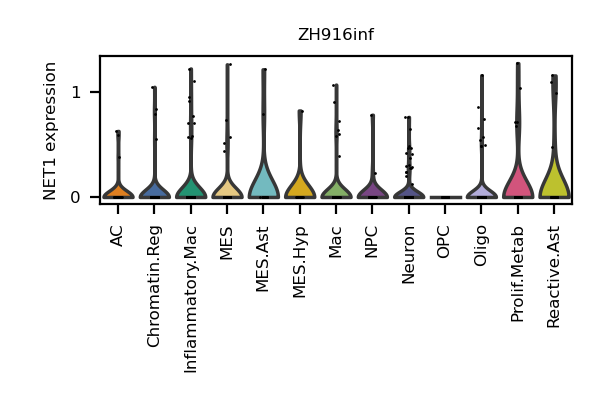 ZH916inf
NET1 expression
1
0
AC
Chromatin.Reg
Inflammatory.Mac
MES
MES.Ast
MES.Hyp
Mac
NPC
Neuron
OPC
Oligo
Prolif.Metab
Reactive.Ast